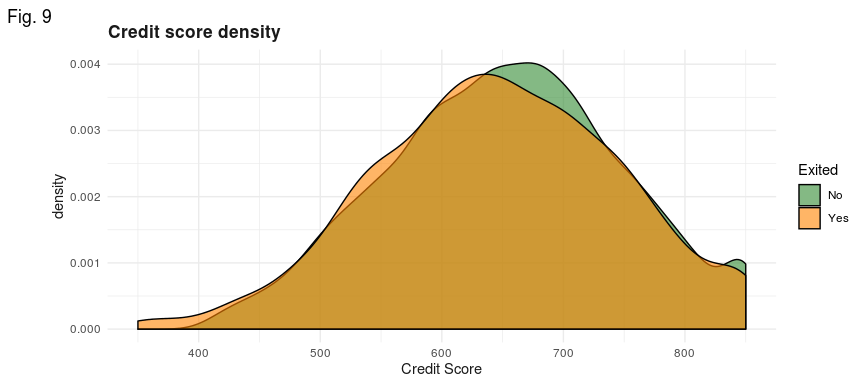 Fig. 9
Credit score density
0.004
0.003
0.002
0.001
0.000
density
400 500 600 700 800
Credit Score
Exited
No
Yes